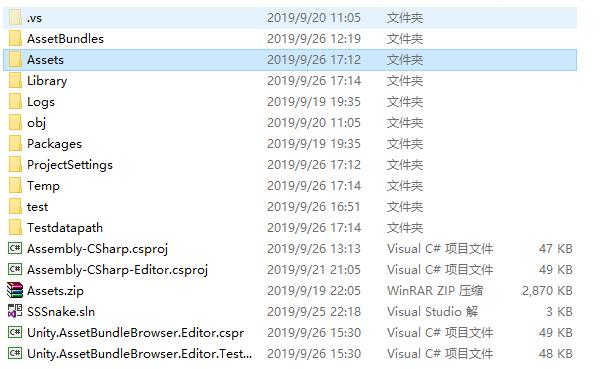 .vs 2019/9/20 11:05 文件夹
AssetBundles 2019/9/26 12:19 文件夹
Assets 2019/9/26 17:12 文件夹
Library 2019/9/26 17:14 文件夹
Logs 2019/9/19 19:35 文件夹
obj 2019/9/20 11:05 文件夹
Packages 2019/9/19 19:35 文件夹
ProjectSettings 2019/9/26 17:12 文件夹
Temp 2019/9/26 17:14 文件夹
test 2019/9/26 16:51 文件夹
Testdatapath 2019/9/26 17:14 文件夹
Assembly-CSharp.csproj 2019/9/26 13:13 Visual C# 项目文件 47 KB
Assembly-CSharp-Editor.csproj 2019/9/21 21:05 Visual C# 项目文件 49 KB
Assets.zip 2019/9/19 22:05 WinRAR ZIP 压缩 2,870 KB
SSSnake.sln 2019/9/25 22:18 Visual Studio 解 3 KB
Unity.AssetBundleBrowser.Editor.cspr 2019/9/26 15:30 Visual C# 项目文件 49 KB
Unity.AssetBundleBrowser.Editor.Test... 2019/9/26 15:30 Visual C# 项目文件 48 KB